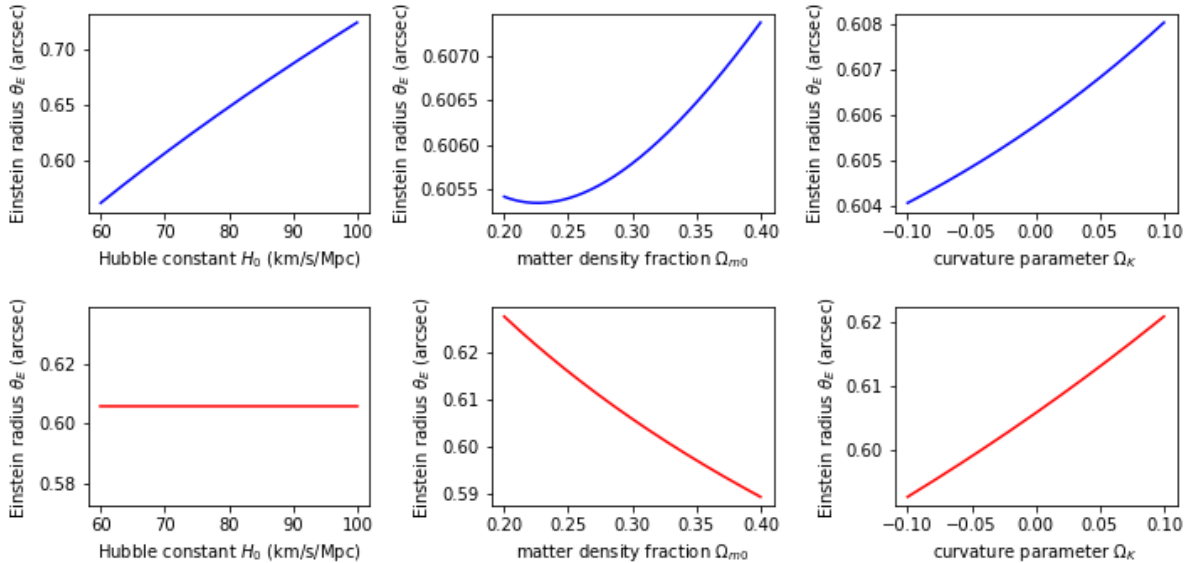 Einstein radius θ_E (arcsec)
0.70
0.65
0.60
60 70 80 90 100
Hubble constant H_0 (km/s/Mpc)
Einstein radius θ_E (arcsec)
0.6070
0.6065
0.6060
0.6055
0.20 0.25 0.30 0.35 0.40
matter density fraction Ω_{m0}
Einstein radius θ_E (arcsec)
0.608
0.607
0.606
0.605
0.604
−0.10 −0.05 0.00 0.05 0.10
curvature parameter Ω_K
Einstein radius θ_E (arcsec)
0.62
0.60
0.58
60 70 80 90 100
Hubble constant H_0 (km/s/Mpc)
Einstein radius θ_E (arcsec)
0.62
0.61
0.60
0.59
0.20 0.25 0.30 0.35 0.40
matter density fraction Ω_{m0}
Einstein radius θ_E (arcsec)
0.62
0.61
0.60
−0.10 −0.05 0.00 0.05 0.10
curvature parameter Ω_K